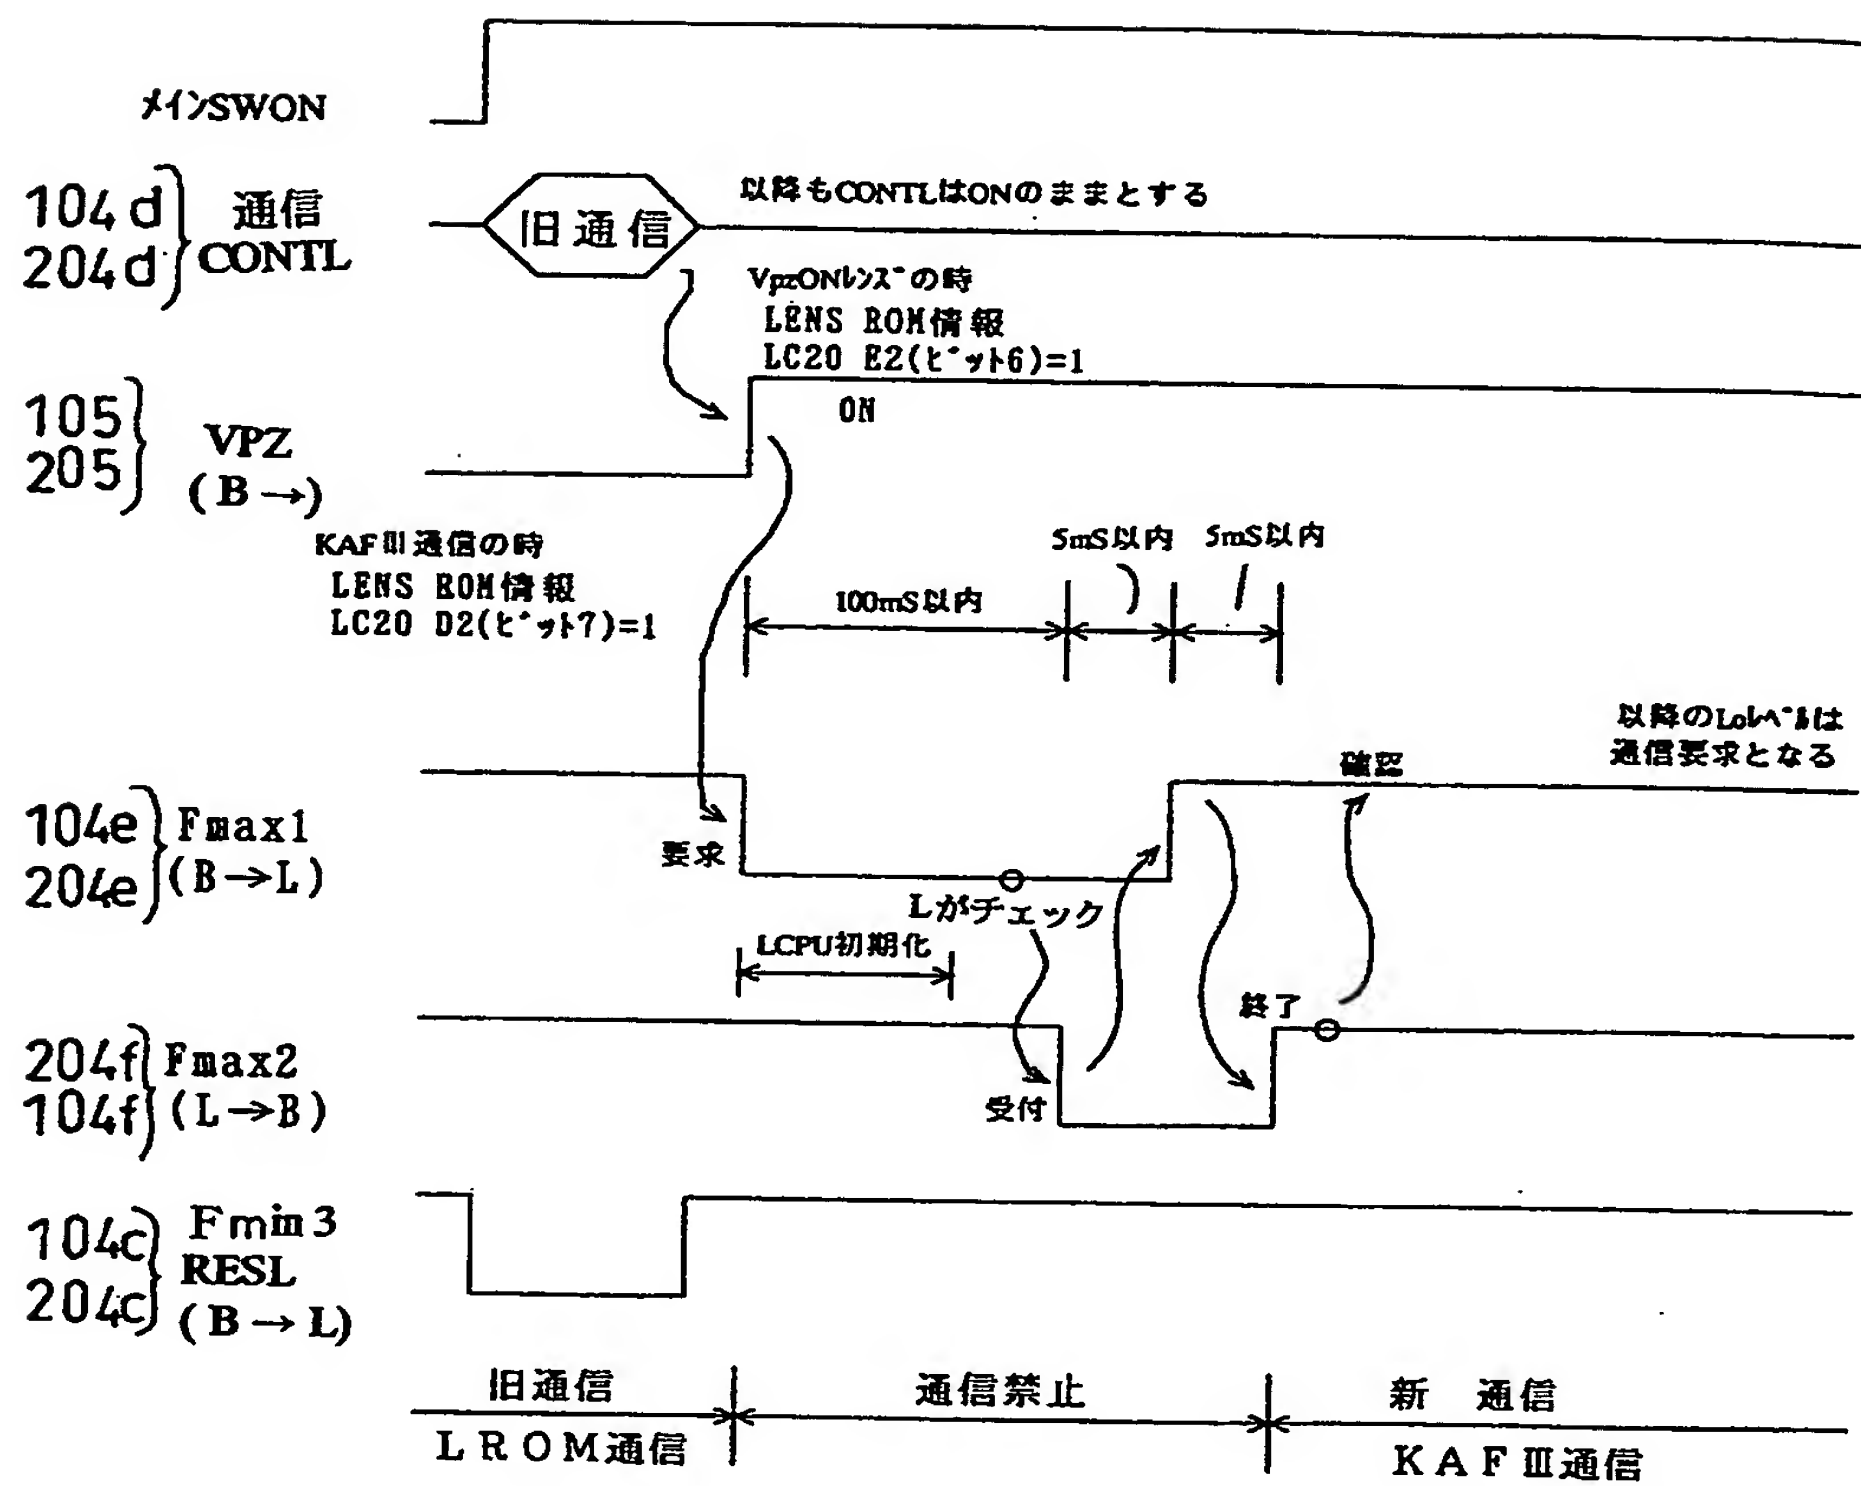 メインSWON
104d
204d
通信
CONTL
旧通信
以降もCONTLはONのままとする
VpzONレンズの時
LENS ROM情報
LC20 E2(ビット6)=1
105
205
VPZ
(B→)
ON
KAFⅢ通信の時
LENS ROM情報
LC20 D2(ビット7)=1
100mS以内
5mS以内
5mS以内
以降のLoレベルは
通信要求となる
確認
104e
204e
Fmax1
(B→L)
要求
Lがチェック
LCPU初期化
終了
204f
104f
Fmax2
(L→B)
受付
104c
204c
Fmin3
RESL
(B→L)
旧通信
通信禁止
新 通信
LROM通信
KAFⅢ通信